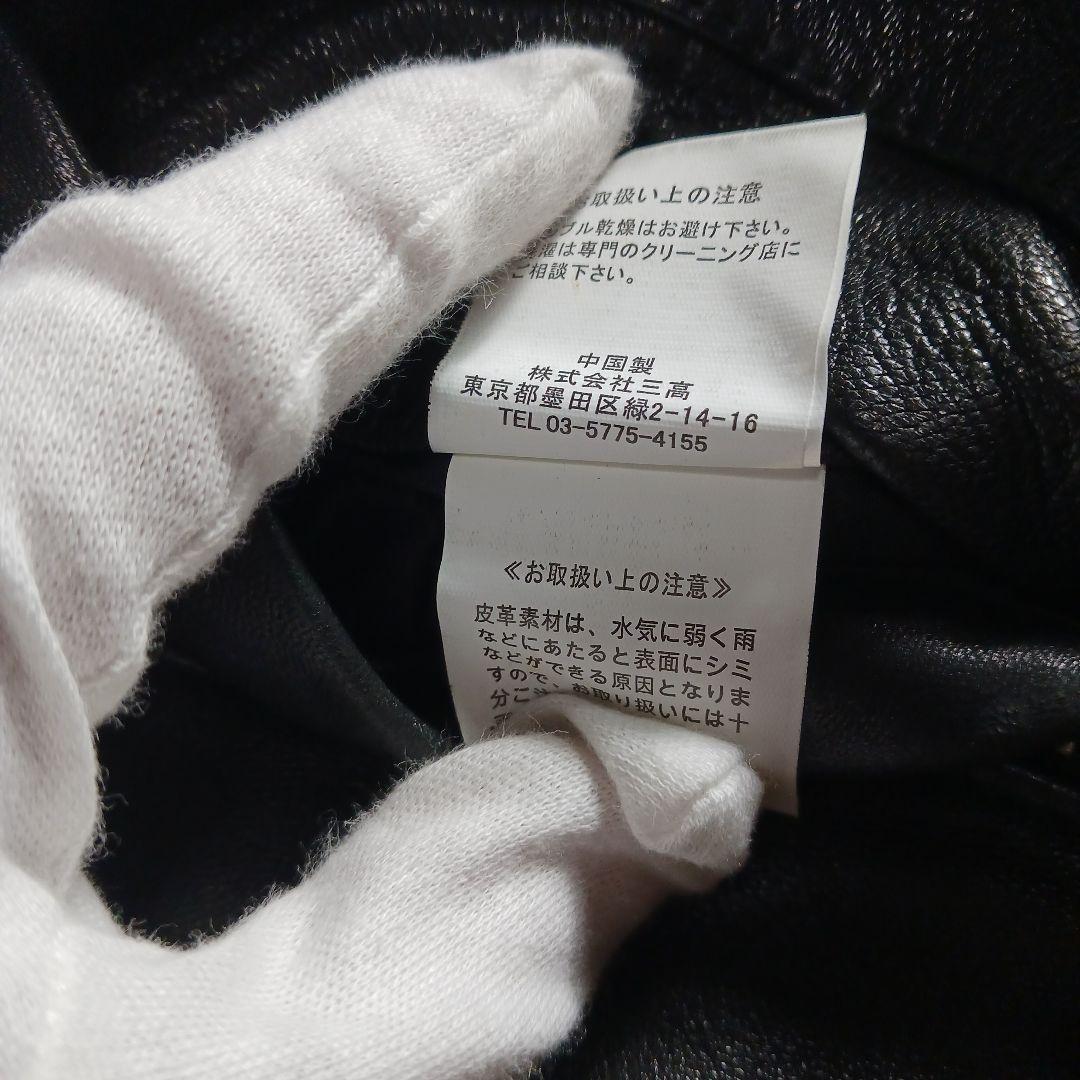 取扱い上の注意
ブル乾燥はお避け下さい。
濯は専門のクリーニング店に
ご相談下さい。
中国製
株式会社三高
東京都墨田区緑2-14-16
TEL 03-5775-4155
≪お取扱い上の注意≫
皮革素材は、水気に弱く雨
などにあたると表面にシミ
などができる原因となりま
すので、お取り扱いには十
分ご注